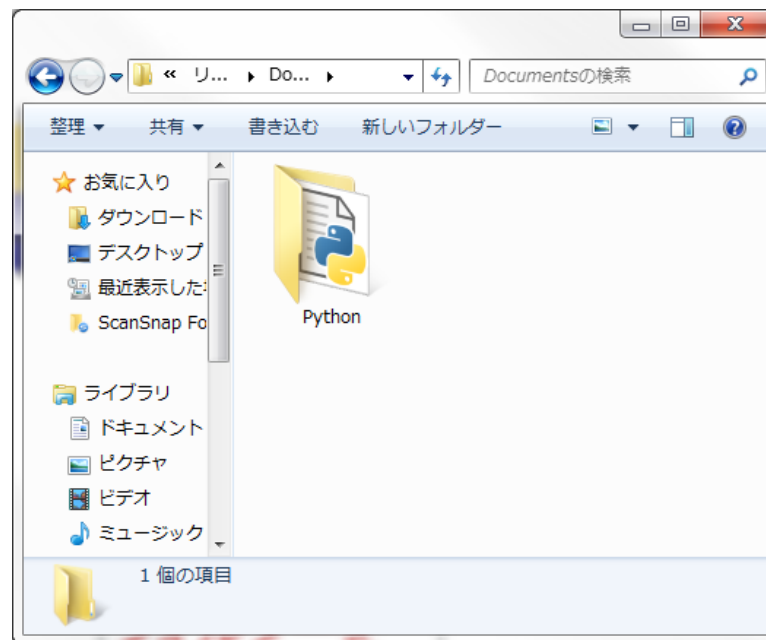 « リ... ▸ Do... ▸
Documentsの検索
整理 ▼ 共有 ▼ 書き込む 新しいフォルダー
お気に入り
ダウンロード
デスクトップ
最近表示した
ScanSnap Fo
ライブラリ
ドキュメント
ピクチャ
ビデオ
ミュージック
Python
1 個の項目